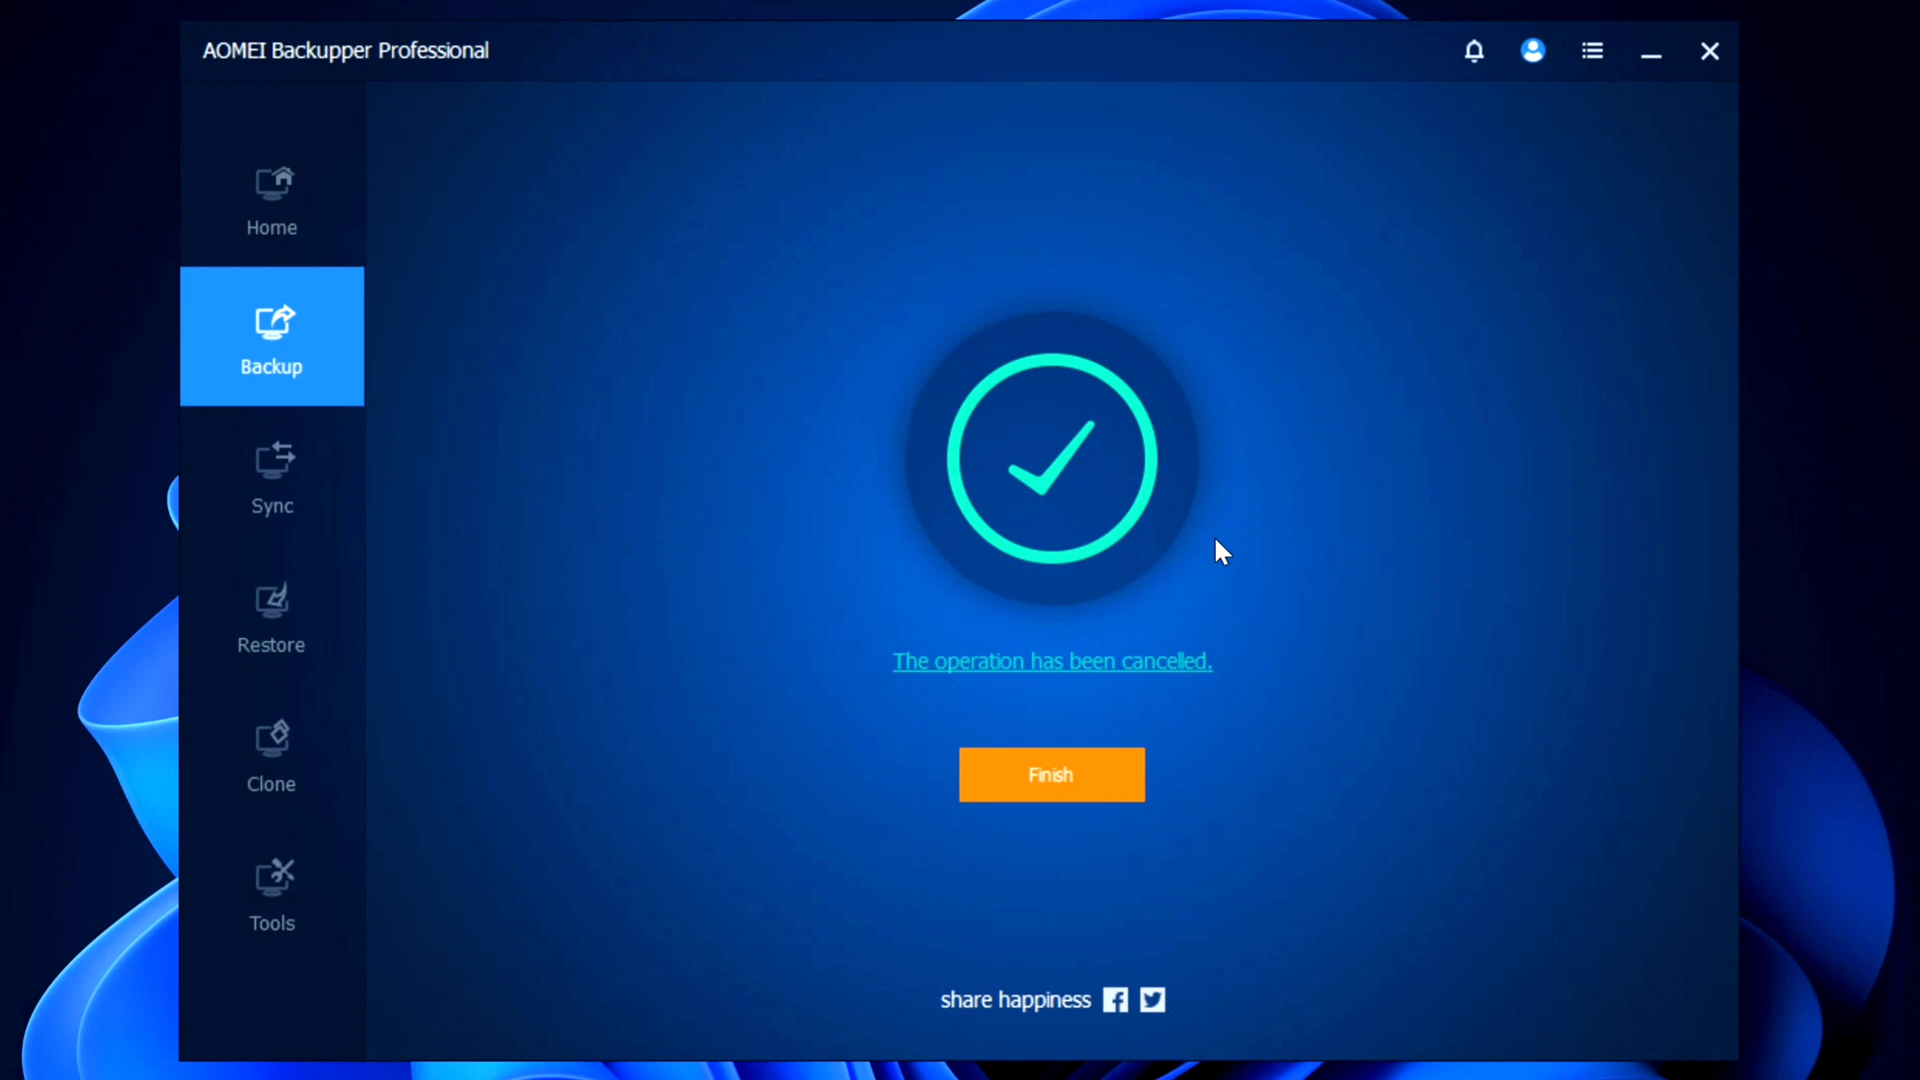 AOMEI Backupper Professional
Home
Backup
Sync
Restore
Clone
Tools
The operation has been cancelled.
Finish
share happiness